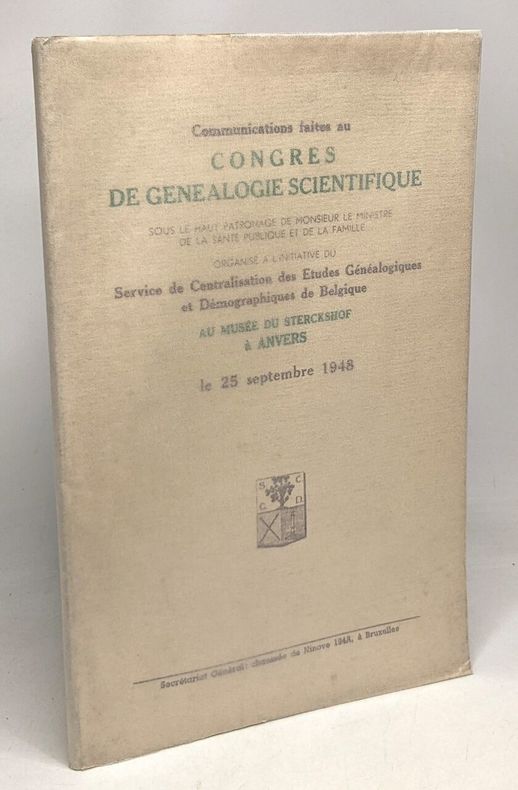 Communications faites au
CONGRES
DE GENEALOGIE SCIENTIFIQUE
SOUS LE HAUT PATRONAGE DE MONSIEUR LE MINISTRE
DE LA SANTE PUBLIQUE ET DE LA FAMILLE
ORGANISE A L'INITIATIVE DU
Service de Centralisation des Etudes Généalogiques
et Démographiques de Belgique
AU MUSÉE DU STERCKSHOF
à ANVERS
le 25 septembre 1948
S. C.
G. D.
Secrétariat Général: chaussée de Ninove 194A, à Bruxelles